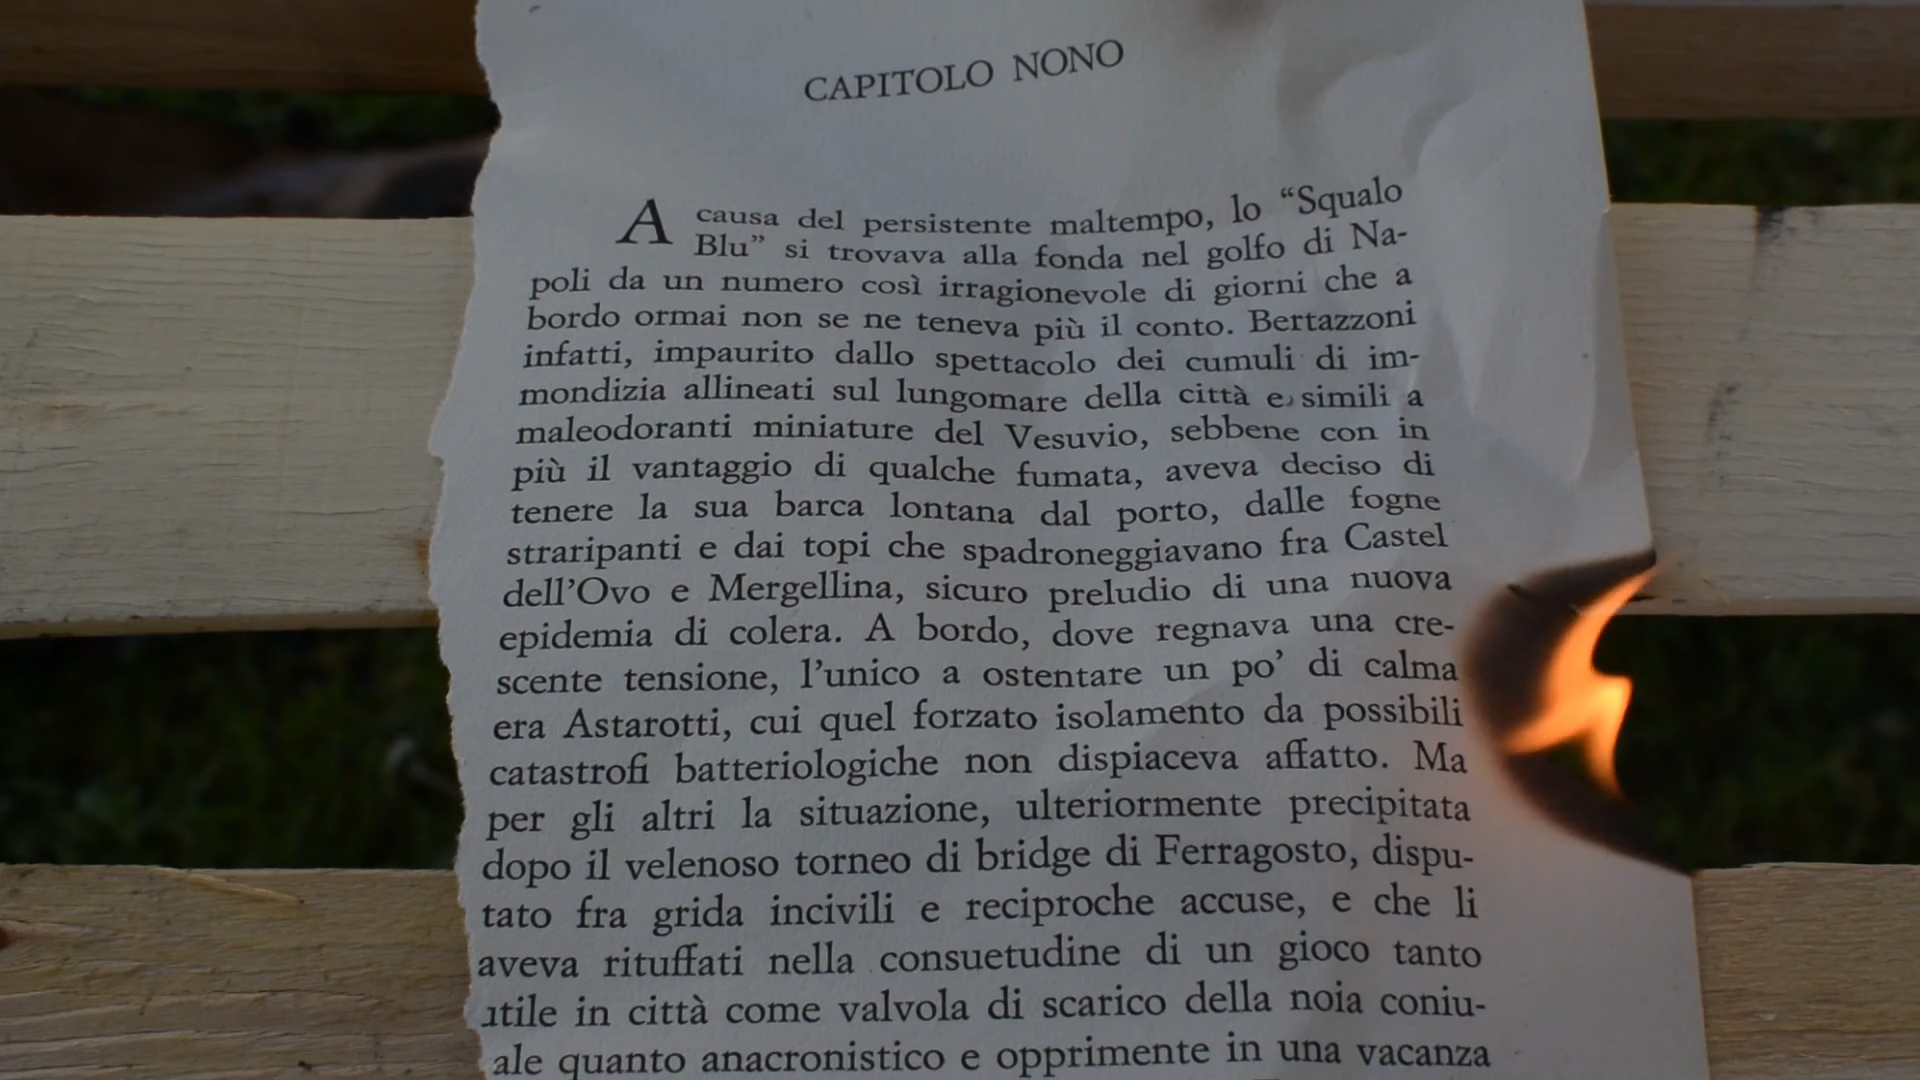 CAPITOLO NONO
A causa del persistente maltempo, lo “Squalo
Blu” si trovava alla fonda nel golfo di Na-
poli da un numero così irragionevole di giorni che a
bordo ormai non se ne teneva più il conto. Bertazzoni
infatti, impaurito dallo spettacolo dei cumuli di im-
mondizia allineati sul lungomare della città e simili a
maleodoranti miniature del Vesuvio, sebbene con in
più il vantaggio di qualche fumata, aveva deciso di
tenere la sua barca lontana dal porto, dalle fogne
straripanti e dai topi che spadroneggiavano fra Castel
dell’Ovo e Mergellina, sicuro preludio di una nuova
epidemia di colera. A bordo, dove regnava una cre-
scente tensione, l’unico a ostentare un po’ di calma
era Astarotti, cui quel forzato isolamento da possibili
catastrofi batteriologiche non dispiaceva affatto. Ma
per gli altri la situazione, ulteriormente precipitata
dopo il velenoso torneo di bridge di Ferragosto, dispu-
tato fra grida incivili e reciproche accuse, e che li
aveva rituffati nella consuetudine di un gioco tanto
utile in città come valvola di scarico della noia coniu-
ale quanto anacronistico e opprimente in una vacanza